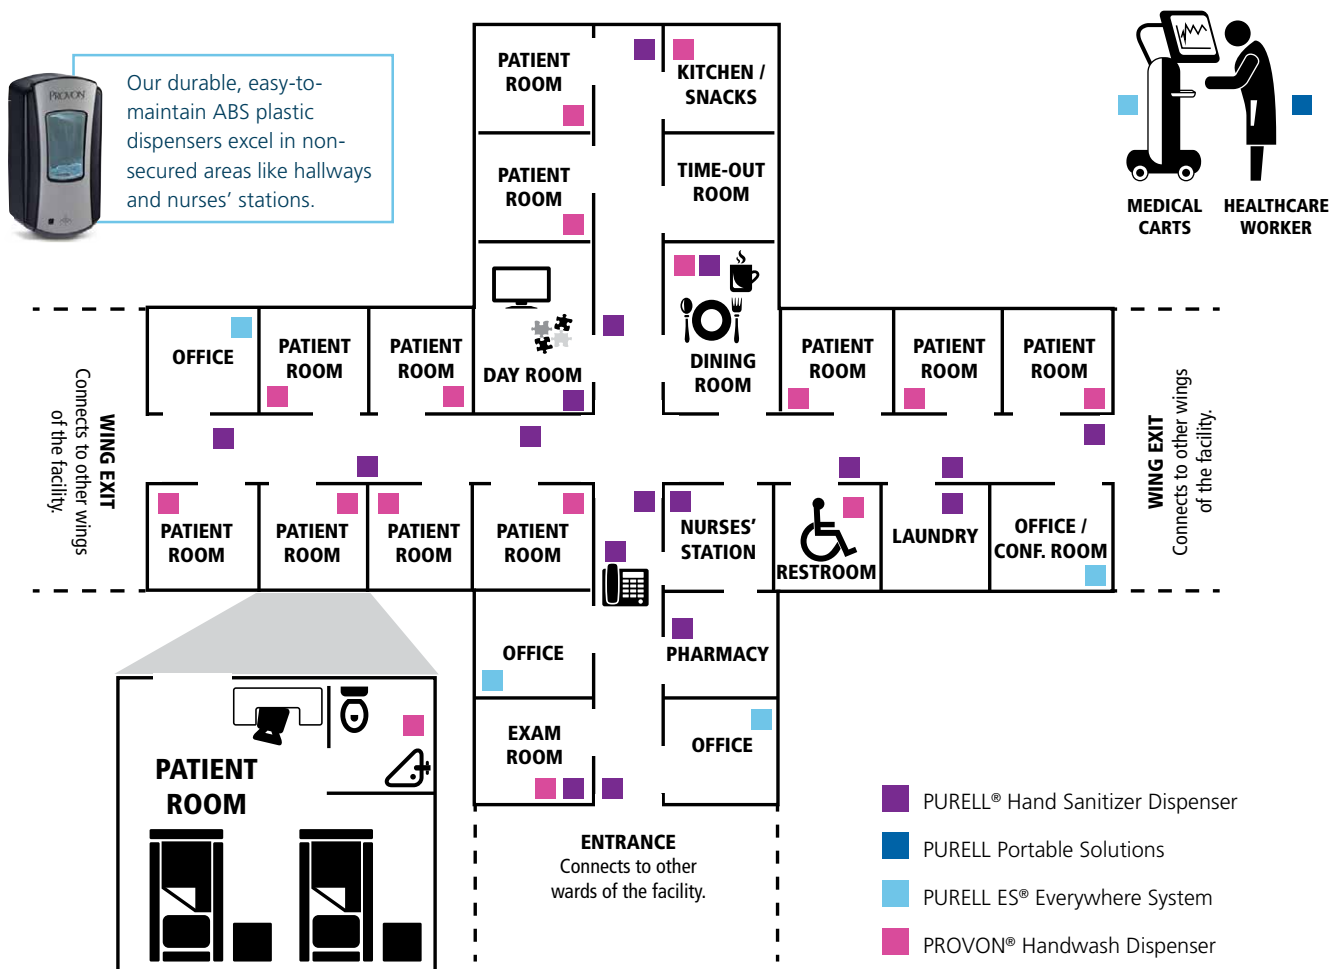 PROVON
Our durable, easy-to-
maintain ABS plastic
dispensers excel in non-
secured areas like hallways
and nurses’ stations.
PATIENT
ROOM
KITCHEN /
SNACKS
MEDICAL
CARTS
HEALTHCARE
WORKER
PATIENT
ROOM
TIME-OUT
ROOM
OFFICE
PATIENT
ROOM
PATIENT
ROOM
DAY ROOM
DINING
ROOM
PATIENT
ROOM
PATIENT
ROOM
PATIENT
ROOM
WING EXIT
Connects to other wings
of the facility.
WING EXIT
Connects to other wings
of the facility.
PATIENT
ROOM
PATIENT
ROOM
PATIENT
ROOM
PATIENT
ROOM
NURSES’
STATION
RESTROOM
LAUNDRY
OFFICE /
CONF. ROOM
OFFICE
PHARMACY
EXAM
ROOM
OFFICE
PATIENT
ROOM
ENTRANCE
Connects to other
wards of the facility.
PURELL® Hand Sanitizer Dispenser
PURELL Portable Solutions
PURELL ES® Everywhere System
PROVON® Handwash Dispenser